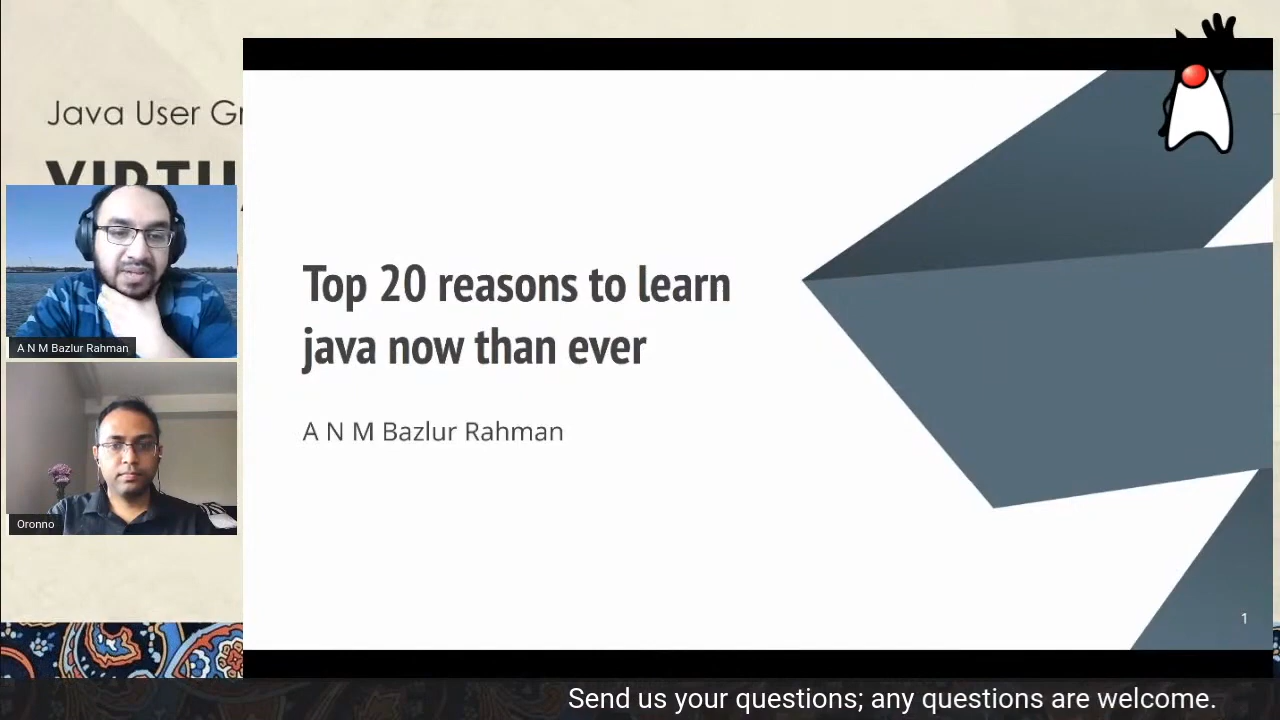 Java User Gr
VIRTU
A N M Bazlur Rahman
Oronno
Top 20 reasons to learn
java now than ever
A N M Bazlur Rahman
1
Send us your questions; any questions are welcome.